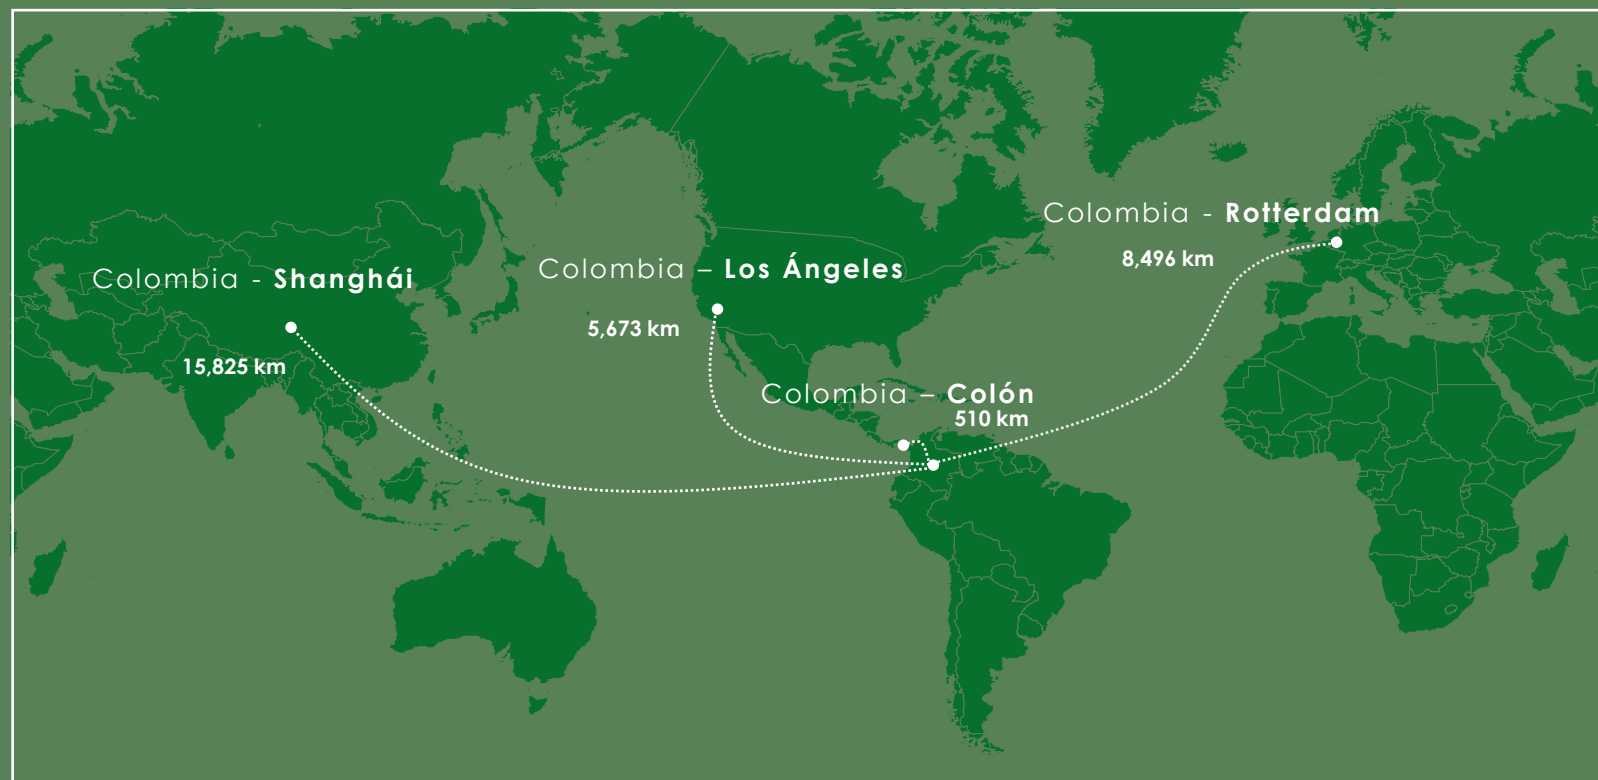 Colombia - Rotterdam
8,496 km
Colombia – Los Ángeles
5,673 km
Colombia - Shanghái
15,825 km
Colombia – Colón
510 km